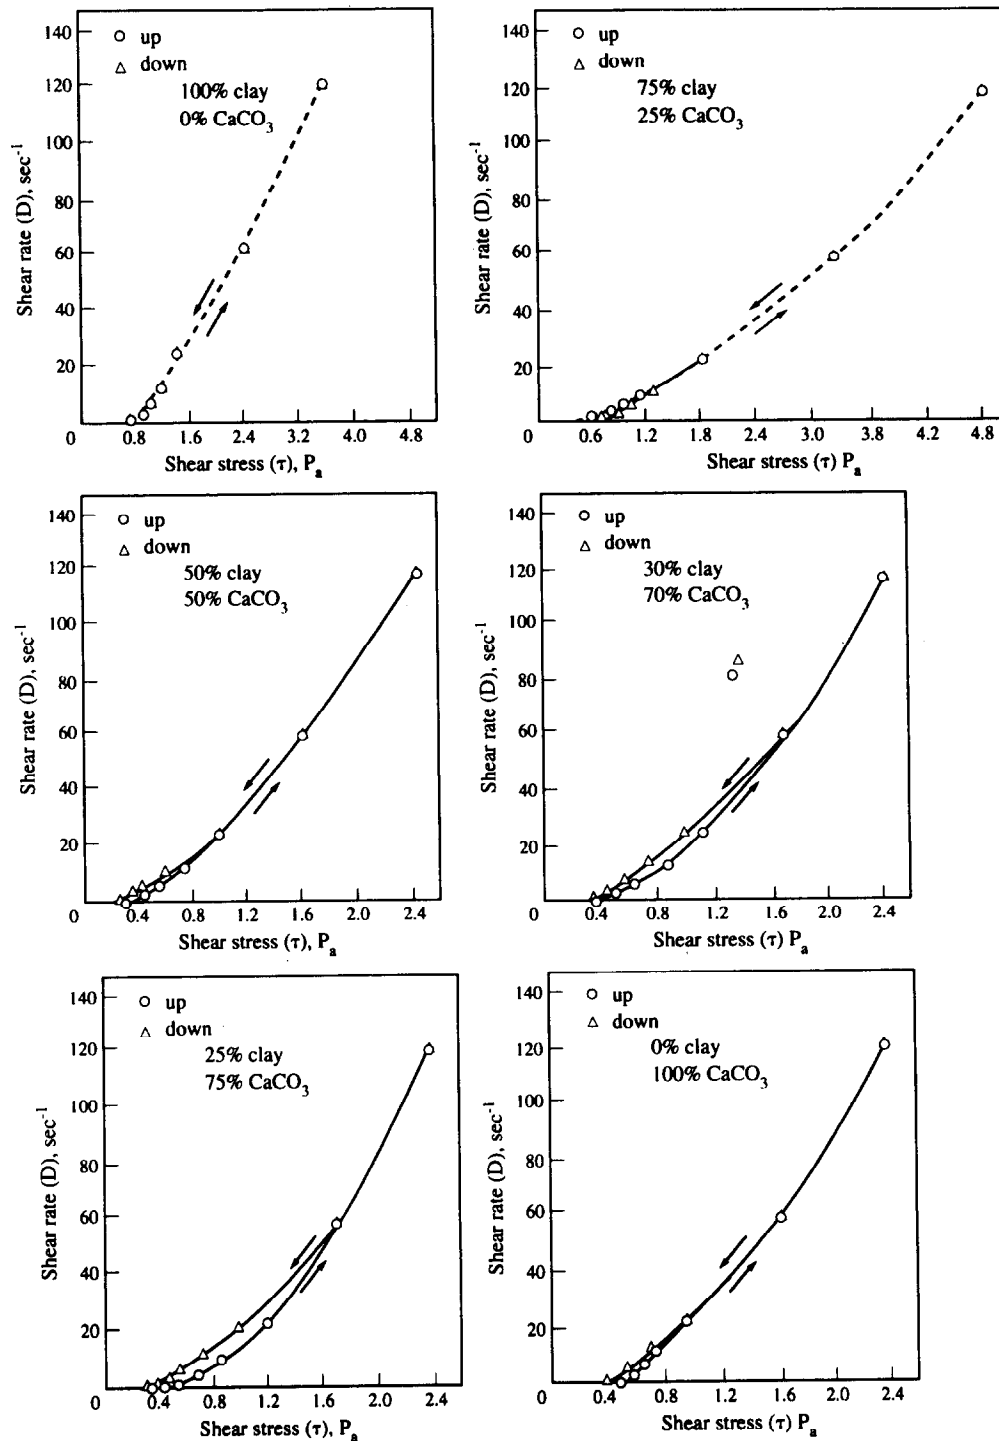 140
120
100
80
60
40
20
0
Shear rate (D), sec⁻¹
up
down
100% clay
0% CaCO₃
0.8 1.6 2.4 3.2 4.0 4.8
Shear stress (τ), Pₐ
140
120
100
80
60
40
20
0
Shear rate (D), sec⁻¹
up
down
75% clay
25% CaCO₃
0.6 1.2 1.8 2.4 3.0 3.8 4.2 4.8
Shear stress (τ) Pₐ
140
120
100
80
60
40
20
0
Shear rate (D), sec⁻¹
up
down
50% clay
50% CaCO₃
0.4 0.8 1.2 1.6 2.0 2.4
Shear stress (τ), Pₐ
140
120
100
80
60
40
20
0
Shear rate (D), sec⁻¹
up
down
30% clay
70% CaCO₃
0.4 0.8 1.2 1.6 2.0 2.4
Shear stress (τ) Pₐ
140
120
100
80
60
40
20
0
Shear rate (D), sec⁻¹
up
down
25% clay
75% CaCO₃
0.4 0.8 1.2 1.6 2.0 2.4
Shear stress (τ), Pₐ
140
120
100
80
60
40
20
0
Shear rate (D), sec⁻¹
up
down
0% clay
100% CaCO₃
0.4 0.8 1.2 1.6 2.0 2.4
Shear stress (τ) Pₐ